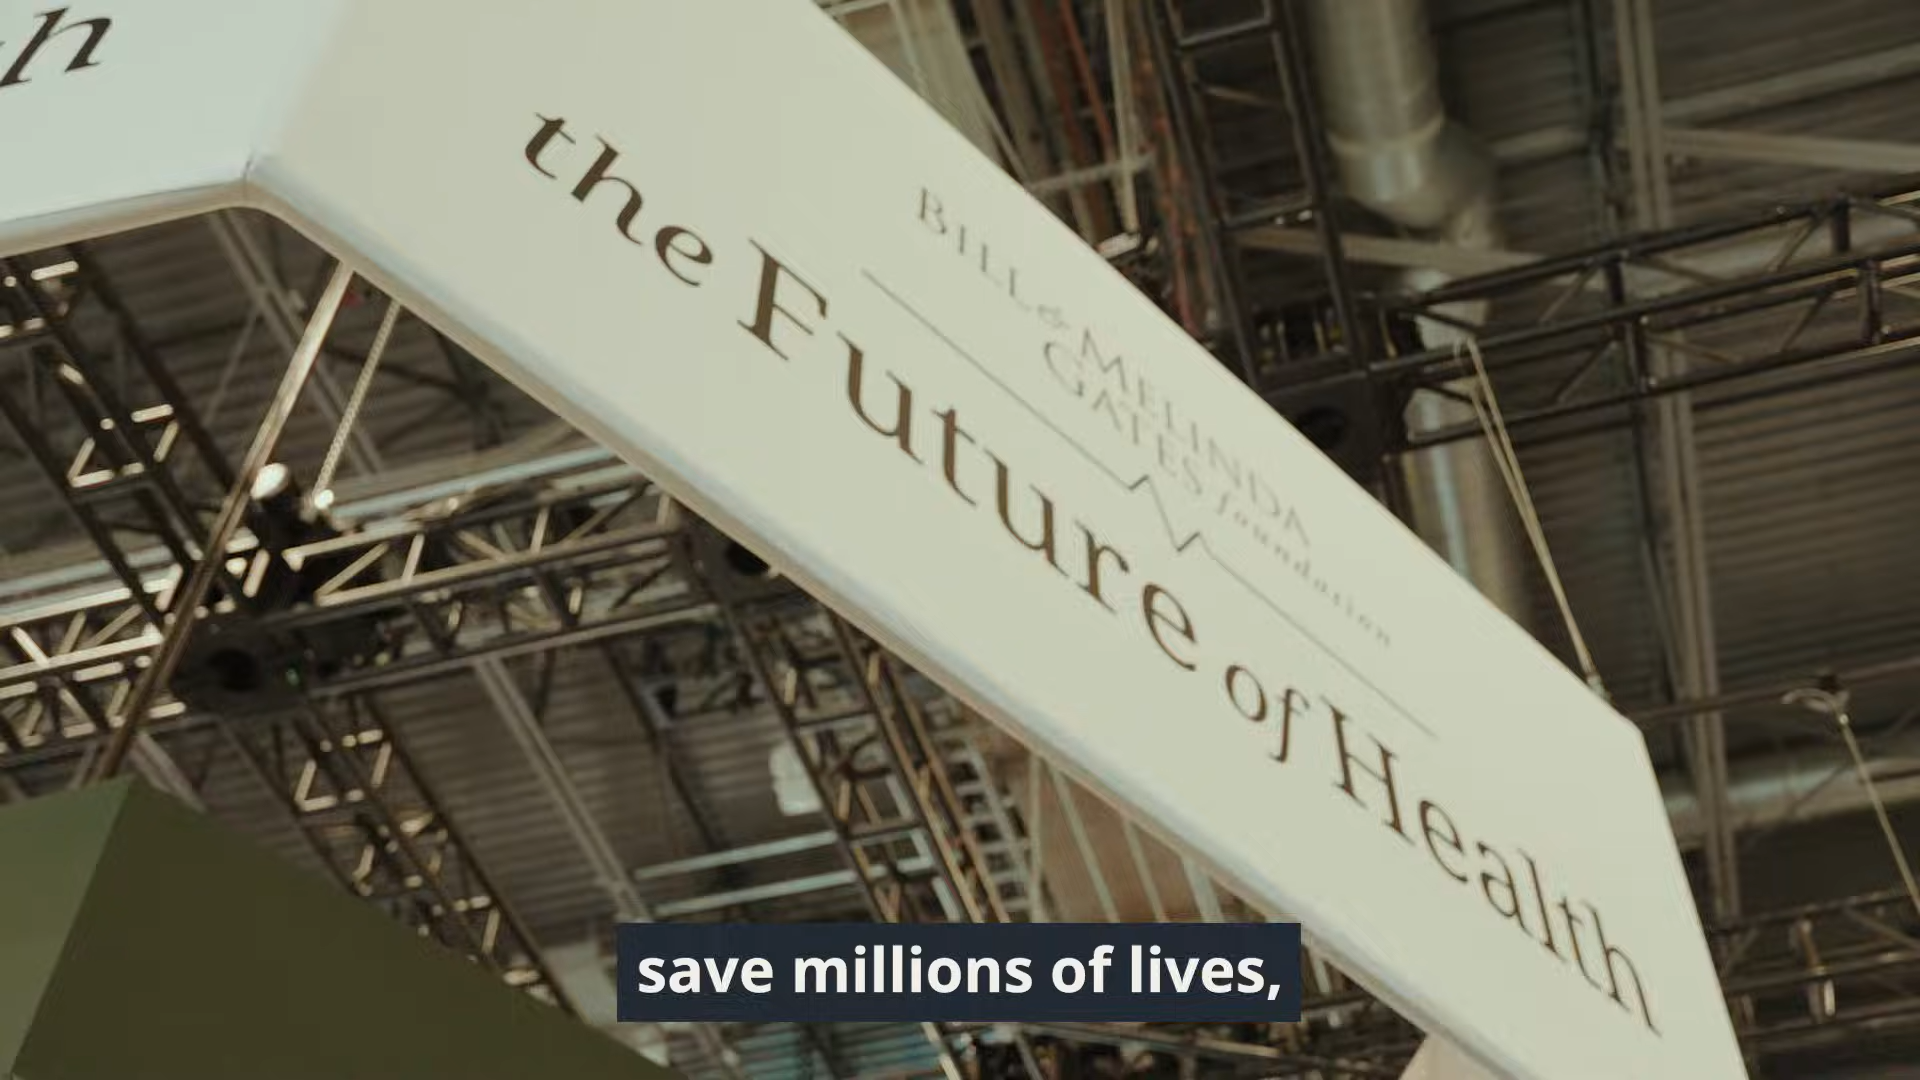 h
BILL & MELINDA
GATES foundation
the Future of Health
save millions of lives,